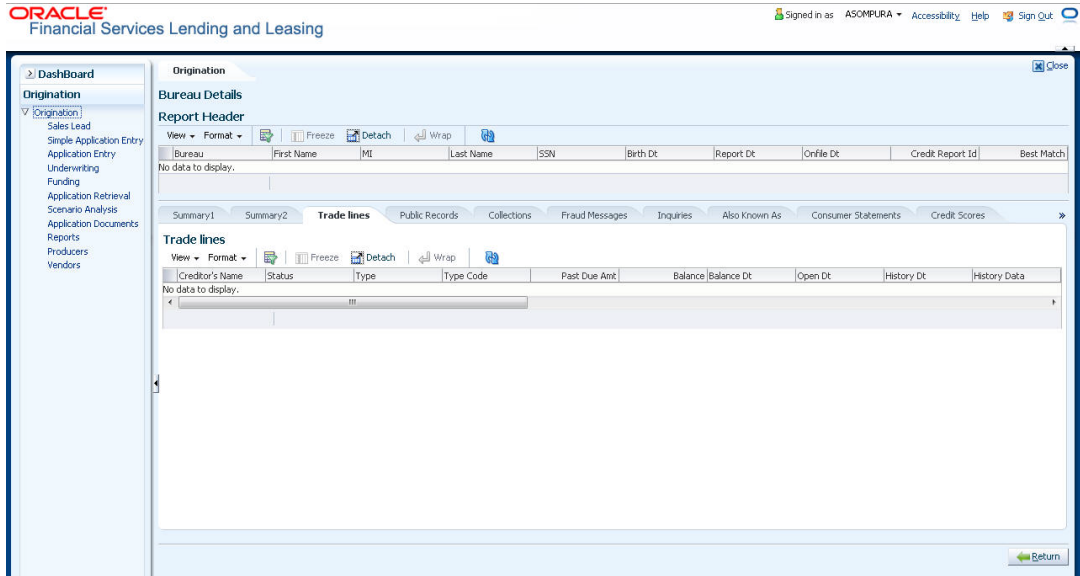 ORACLE
Financial Services Lending and Leasing
Signed in as ASOMPURA Accessibility Help Sign Out
DashBoard
Origination
Origination
Sales Lead
Simple Application Entry
Application Entry
Underwriting
Funding
Application Retrieval
Scenario Analysis
Application Documents
Reports
Producers
Vendors
Origination
Close
Bureau Details
Report Header
View Format Freeze Detach Wrap
Bureau First Name MI Last Name SSN Birth Dt Report Dt Onfile Dt Credit Report Id Best Match
No data to display.
Summary1 Summary2 Trade lines Public Records Collections Fraud Messages Inquiries Also Known As Consumer Statements Credit Scores »
Trade lines
View Format Freeze Detach Wrap
Creditor's Name Status Type Type Code Past Due Amt Balance Balance Dt Open Dt History Dt History Data
No data to display.
Return